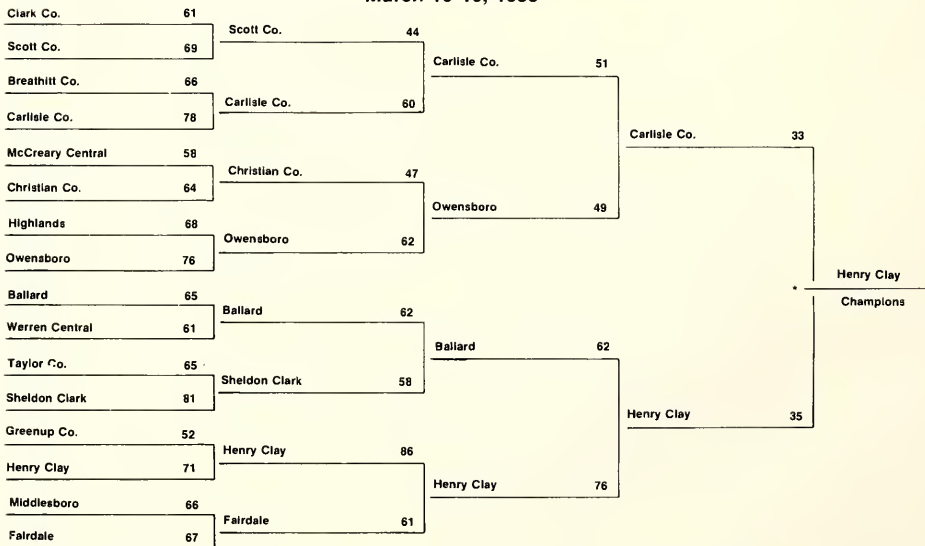 March
Clark Co. 61
Scott Co. 69
Breathitt Co. 66
Carlisle Co. 78
McCreary Central 58
Christian Co. 64
Highlands 68
Owensboro 76
Ballard 65
Warren Central 61
Taylor Co. 65
Sheldon Clark 81
Greenup Co. 52
Henry Clay 71
Middlesboro 66
Fairdale 67
Scott Co. 44
Carlisle Co. 60
Christian Co. 47
Owensboro 62
Ballard 62
Sheldon Clark 58
Henry Clay 86
Fairdale 61
Carlisle Co. 51
Owensboro 49
Ballard 62
Henry Clay 76
Carlisle Co. 33
Henry Clay 35
* Henry Clay
Champions